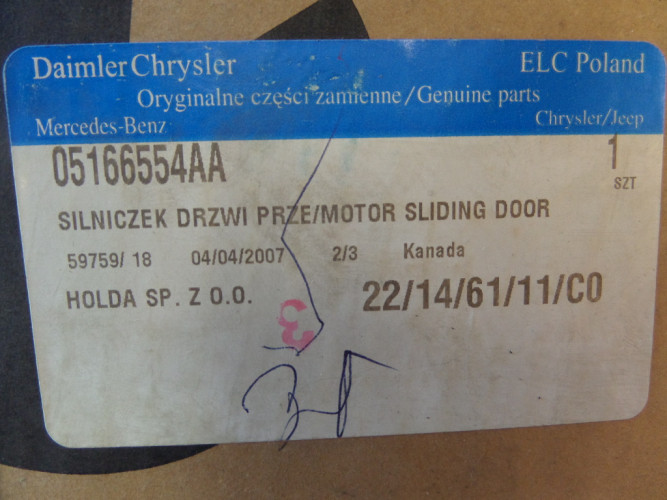 DaimlerChrysler ELC Poland
Oryginalne części zamienne/Genuine parts
Mercedes-Benz Chrysler/Jeep
05166554AA 1
SZT
SILNICZEK DRZWI PRZE/MOTOR SLIDING DOOR
59759/ 18 04/04/2007 2/3 Kanada
HOLDA SP. Z O.O. 22/14/61/11/C0
3